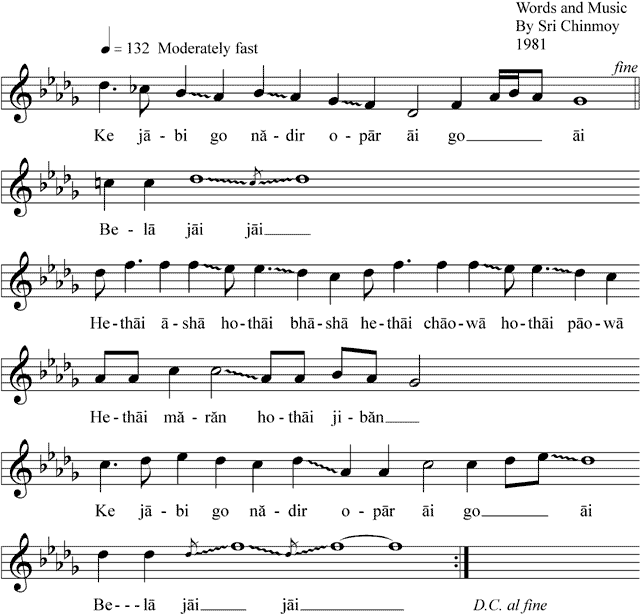 Words and Music
By Sri Chinmoy
1981
= 132 Moderately fast
fine
Ke jā-bi go nă-dir o-pār āi go āi
Be-lā jāi jāi
He-thāi ā-shā ho-thāi bhā-shā he-thāi chāo-wā ho-thāi pāo-wā
He-thāi mă-răn ho-thāi ji-băn
Ke jā-bi go nă-dir o-pār āi go āi
Be---lā jāi jāi
D.C. al fine